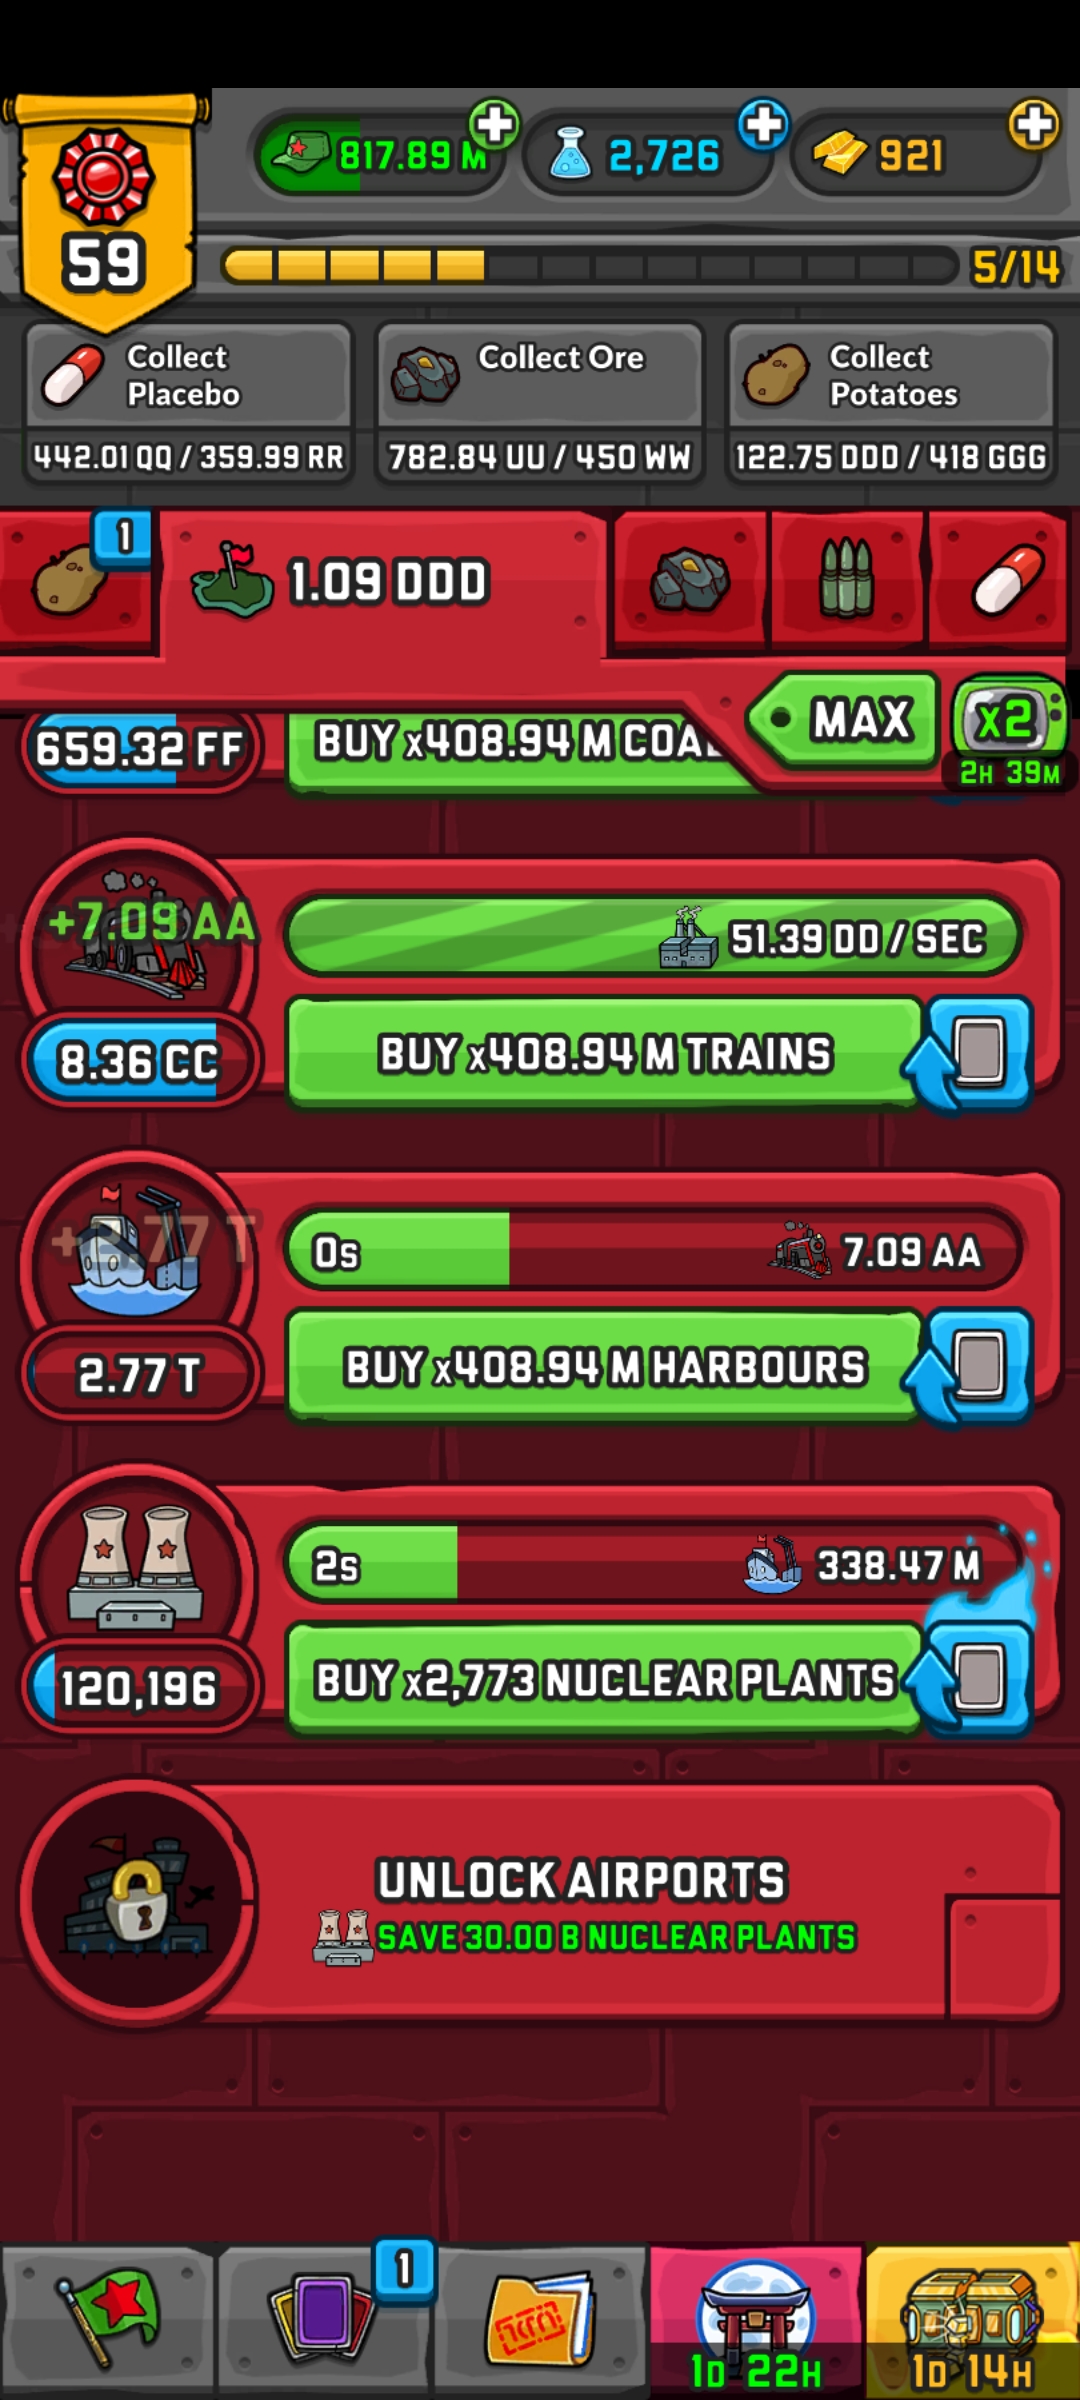 817.89 M
2,726
921
59
5/14
Collect
Placebo
442.01 QQ / 359.99 RR
Collect Ore
782.84 UU / 450 WW
Collect
Potatoes
122.75 DDD / 418 GGG
1
1.09 DDD
MAX
x2
2H 39M
659.32 FF
BUY x408.94 M COAL
+7.09 AA
51.39 DD / SEC
8.36 CC
BUY x408.94 M TRAINS
+2.77 T
0s
7.09 AA
2.77 T
BUY x408.94 M HARBOURS
2s
338.47 M
120,196
BUY x2,773 NUCLEAR PLANTS
UNLOCK AIRPORTS
SAVE 30.00 B NUCLEAR PLANTS
1
1D 22H
1D 14H